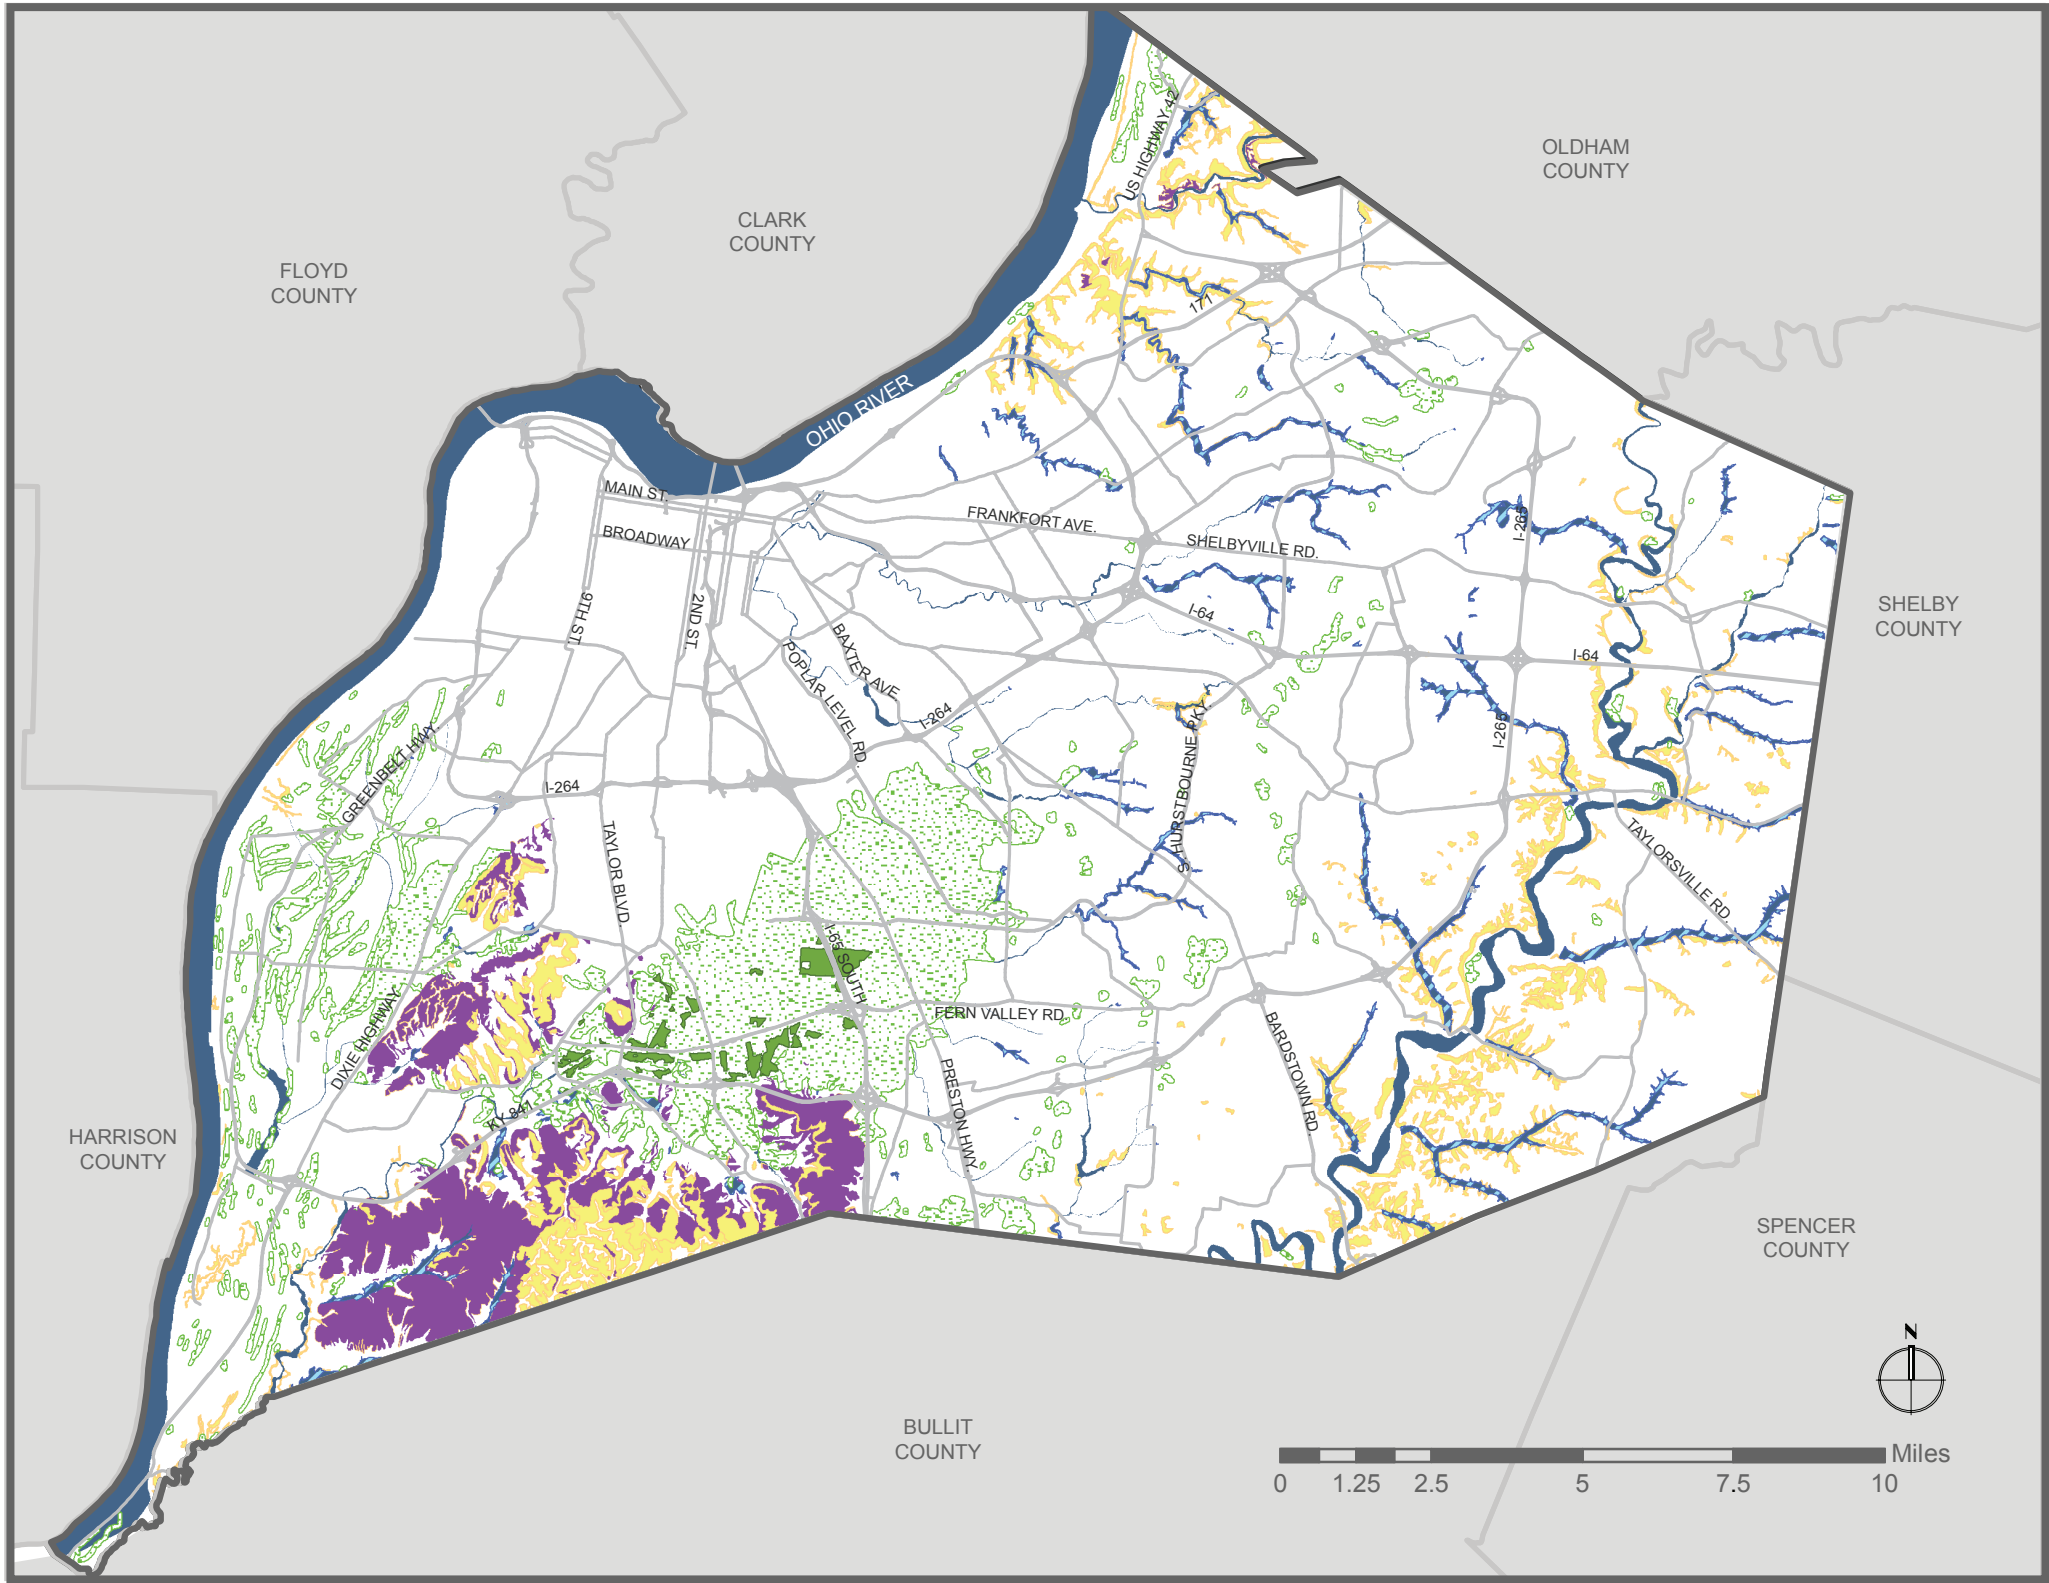 OLDHAM
COUNTY
CLARK
COUNTY
FLOYD
COUNTY
US HIGHWAY 42
171
OHIO RIVER
MAIN ST.
BROADWAY
FRANKFORT AVE.
SHELBYVILLE RD.
I-265
9TH ST.
2ND ST.
BAXTER AVE
POPLAR LEVEL RD.
I-64
I-64
SHELBY
COUNTY
I-264
I-265
GREENBELT HWY.
I-264
S HURSTBOURNE PKY.
TAYLOR BLVD.
TAYLORSVILLE RD.
I-65 SOUTH
DIXIE HIGHWAY
FERN VALLEY RD.
BARDSTOWN RD.
PRESTON HWY.
KY 841
HARRISON
COUNTY
SPENCER
COUNTY
BULLIT
COUNTY
N
Miles
0 1.25 2.5 5 7.5 10